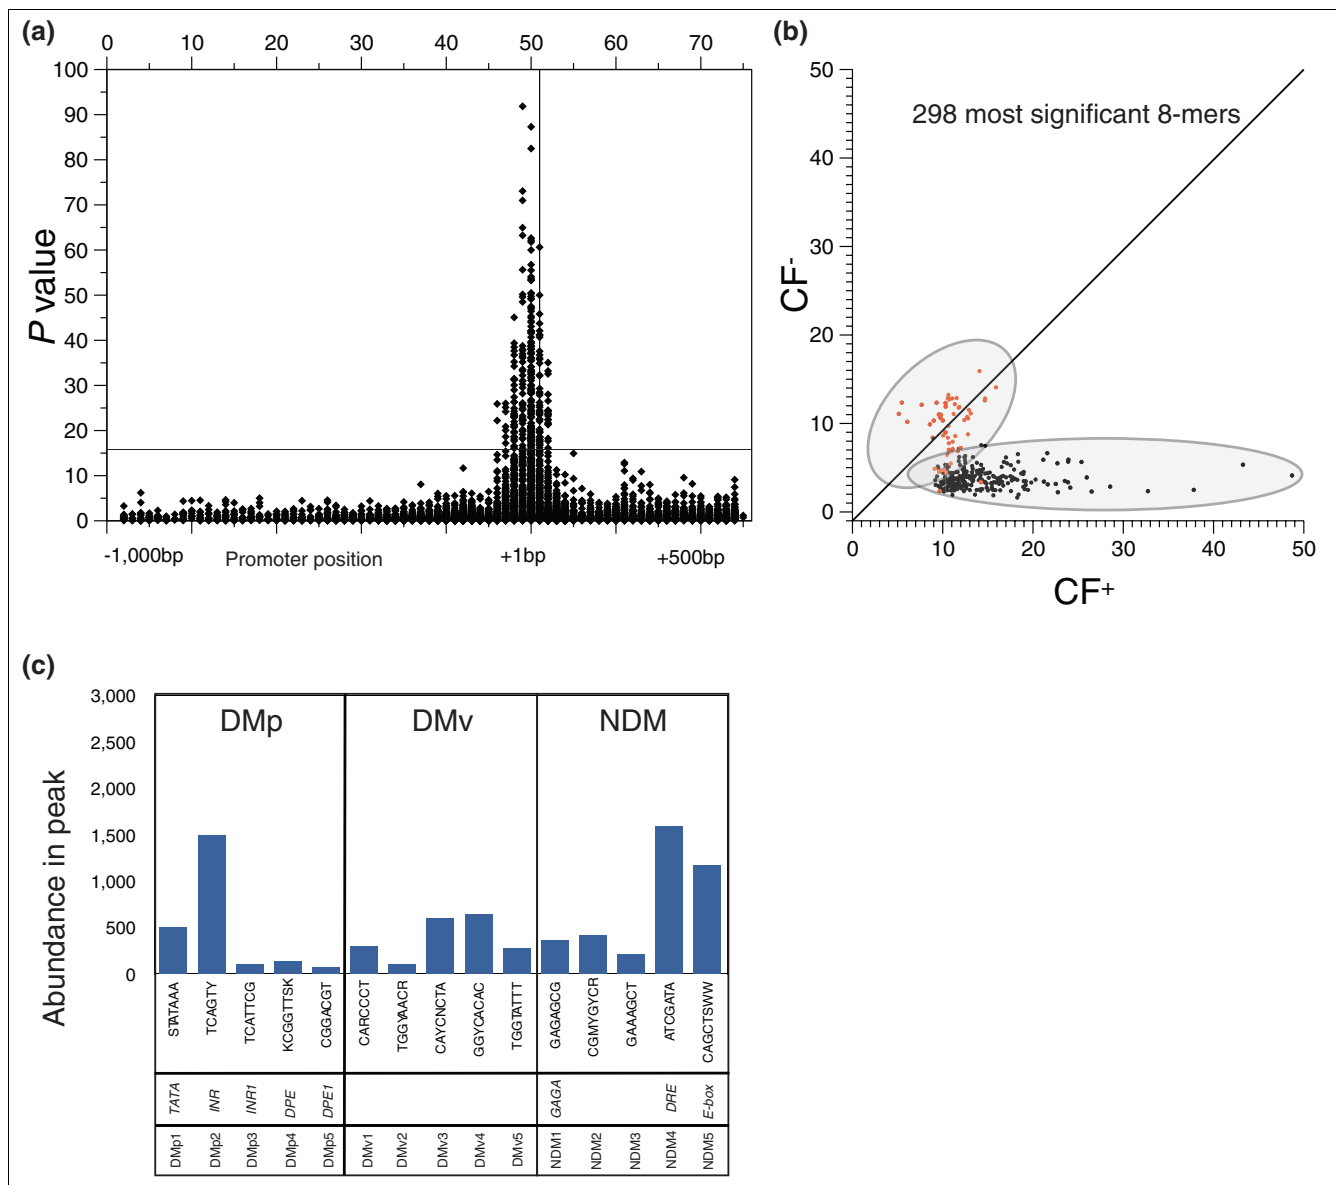 (a)
0 10 20 30 40 50 60 70
100
90
80
70
60
50
40
30
20
10
0
P value
-1,000bp Promoter position +1bp +500bp
(b)
298 most significant 8-mers
50
40
30
20
10
0
CF-
0 10 20 30 40 50
CF+
(c)
DMp DMv NDM
3,000
2,500
2,000
1,500
1,000
500
0
Abundance in peak
STATAAA TCAGTY TCATTCG KCGGTTSK CGGACGT CARCCCT TGGYAACR CAYCNCTA GGYCACAC TGGTATTT GAGAGCG CGMYGYCR GAAAGCT ATCGATA CAGCTSWW
TATA INR INR1 DPE DPE1 GAGA DRE E-box
DMp1 DMp2 DMp3 DMp4 DMp5 DMv1 DMv2 DMv3 DMv4 DMv5 NDM1 NDM2 NDM3 NDM4 NDM5